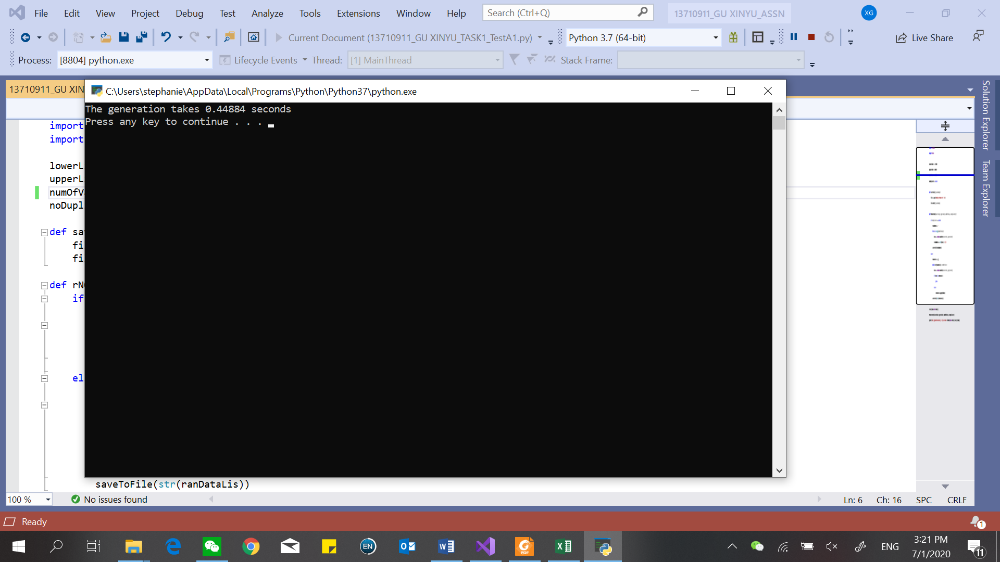 File Edit View Project Debug Test Analyze Tools Extensions Window Help Search (Ctrl+Q) 13710911_GU XINYU_ASSN XG
Current Document (13710911_GU XINYU_TASK1_TestA1.py) Python 3.7 (64-bit) Live Share
Process: [8804] python.exe Lifecycle Events Thread: [1] MainThread Stack Frame:
13710911_GU XIN
C:\Users\stephanie\AppData\Local\Programs\Python\Python37\python.exe
The generation takes 0.44884 seconds
Press any key to continue . . .
import
import
lowerL
upperL
numOfV
noDupl
def sa
fi
fi
def rN
if
el
saveToFile(str(ranDataLis))
Solution Explorer
Team Explorer
100 % No issues found Ln: 6 Ch: 16 SPC CRLF
Ready 1
EN PDF ENG 3:21 PM
7/1/2020 11